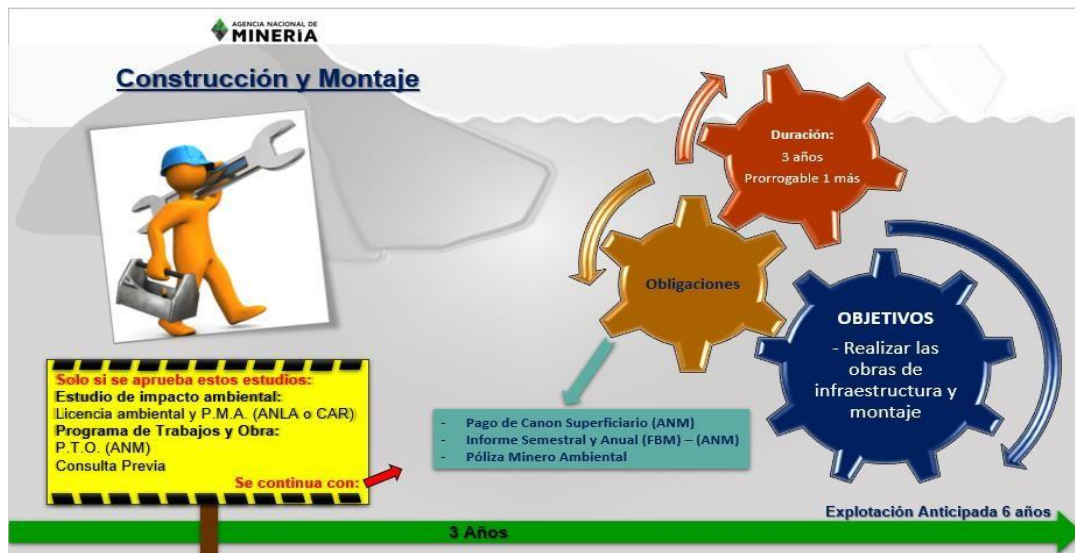 AGENCIA NACIONAL DE
MINERÍA
Construcción y Montaje
Duración:
3 años
Prorrogable 1 más
Obligaciones
OBJETIVOS
- Realizar las
obras de
infraestructura y
montaje
Solo si se aprueba estos estudios:
Estudio de impacto ambiental:
Licencia ambiental y P.M.A. (ANLA o CAR)
Programa de Trabajos y Obra:
P.T.O. (ANM)
Consulta Previa
Se continua con:
- Pago de Canon Superficiario (ANM)
- Informe Semestral y Anual (FBM) – (ANM)
- Póliza Minero Ambiental
Explotación Anticipada 6 años
3 Años